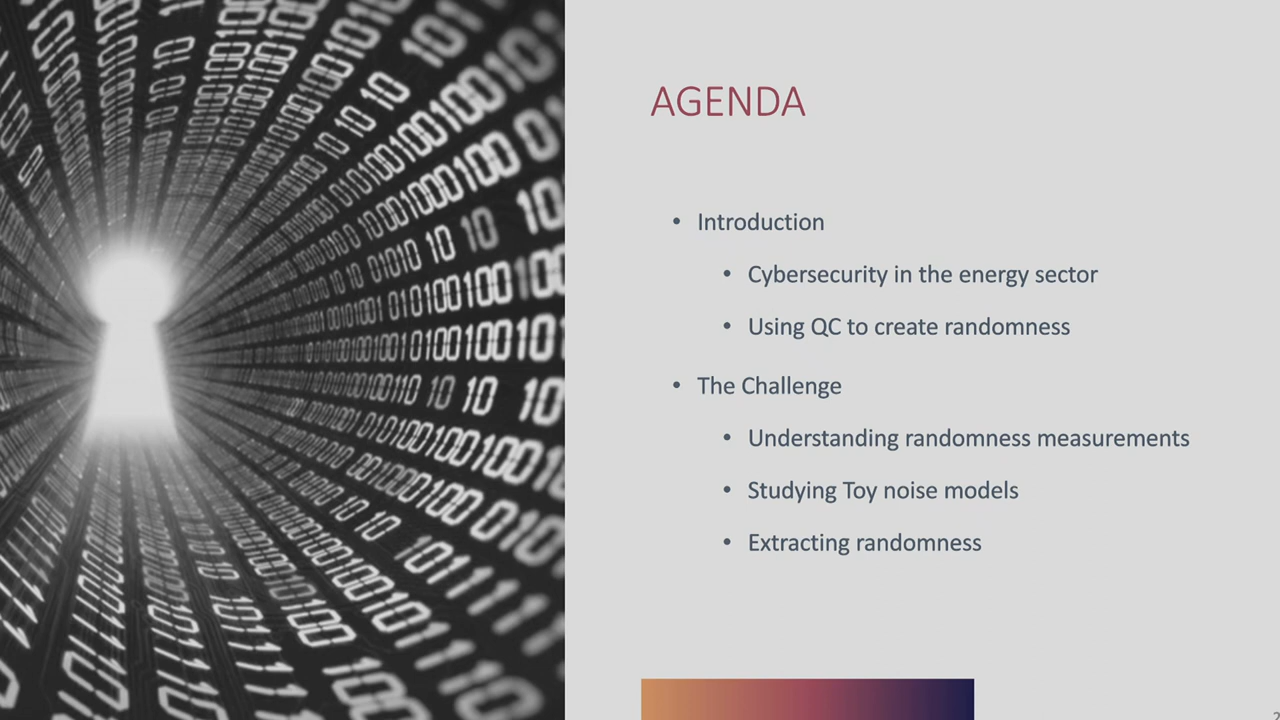 AGENDA
• Introduction
• Cybersecurity in the energy sector
• Using QC to create randomness
• The Challenge
• Understanding randomness measurements
• Studying Toy noise models
• Extracting randomness
2